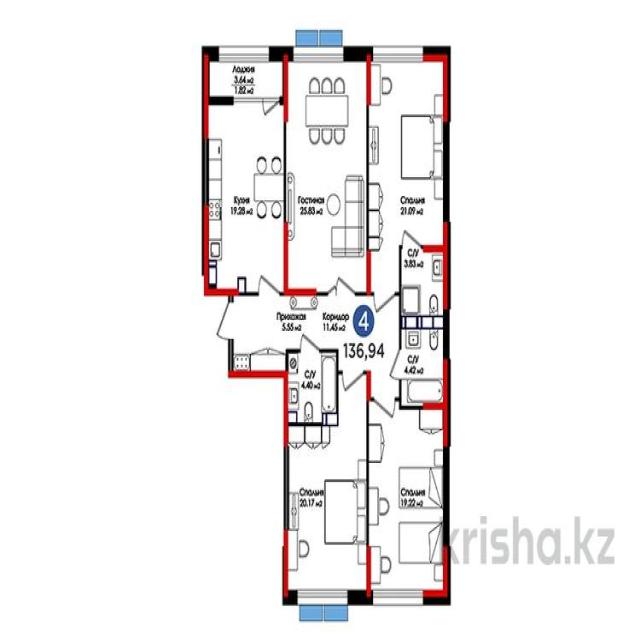 Лоджия
3.64 м2
1.82 м2
Кухня
19.28 м2
Гостиная
25.83 м2
Спальня
21.09 м2
С/У
3.83 м2
Прихожая
5.55 м2
Коридор
11.45 м2
4
136,94
С/У
4.40 м2
С/У
4.42 м2
Спальня
20.17 м2
Спальня
19.22 м2
krisha.kz